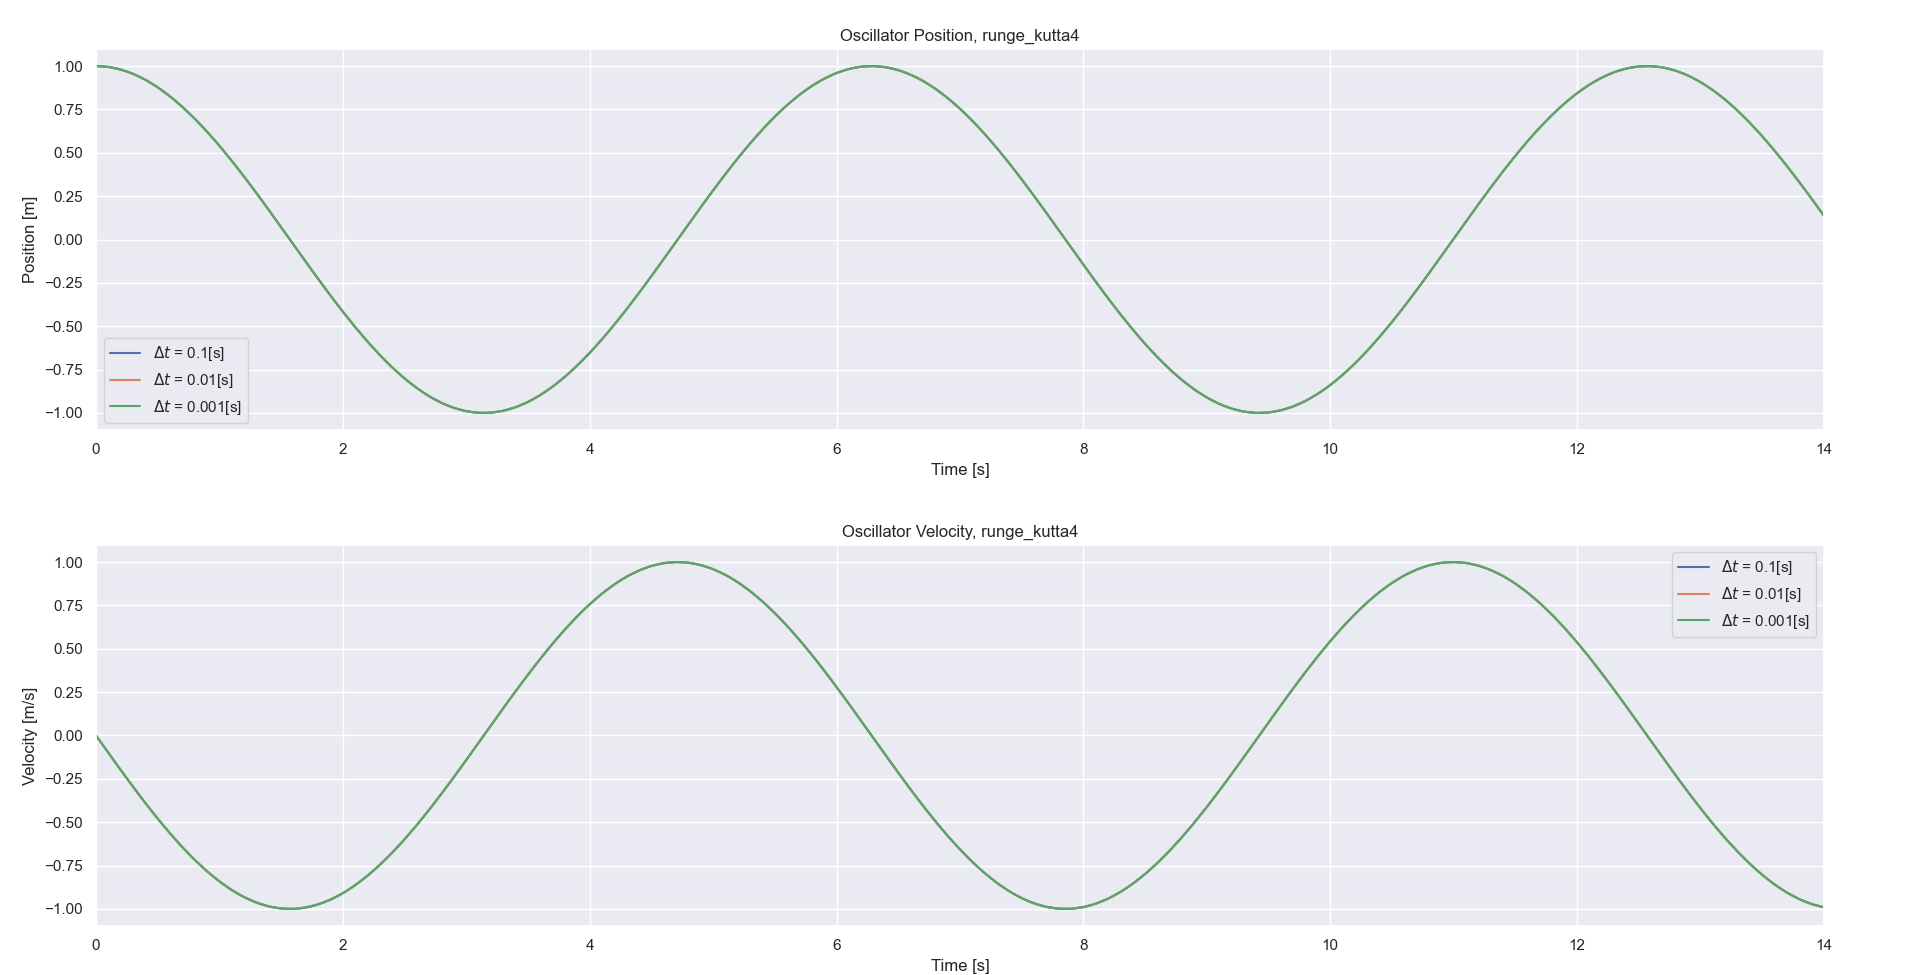 Oscillator Position, runge_kutta4
1.00
0.75
0.50
0.25
0.00
−0.25
−0.50
−0.75
−1.00
Position [m]
Δt = 0.1[s]
Δt = 0.01[s]
Δt = 0.001[s]
0 2 4 6 8 10 12 14
Time [s]
Oscillator Velocity, runge_kutta4
1.00
0.75
0.50
0.25
0.00
−0.25
−0.50
−0.75
−1.00
Velocity [m/s]
Δt = 0.1[s]
Δt = 0.01[s]
Δt = 0.001[s]
0 2 4 6 8 10 12 14
Time [s]